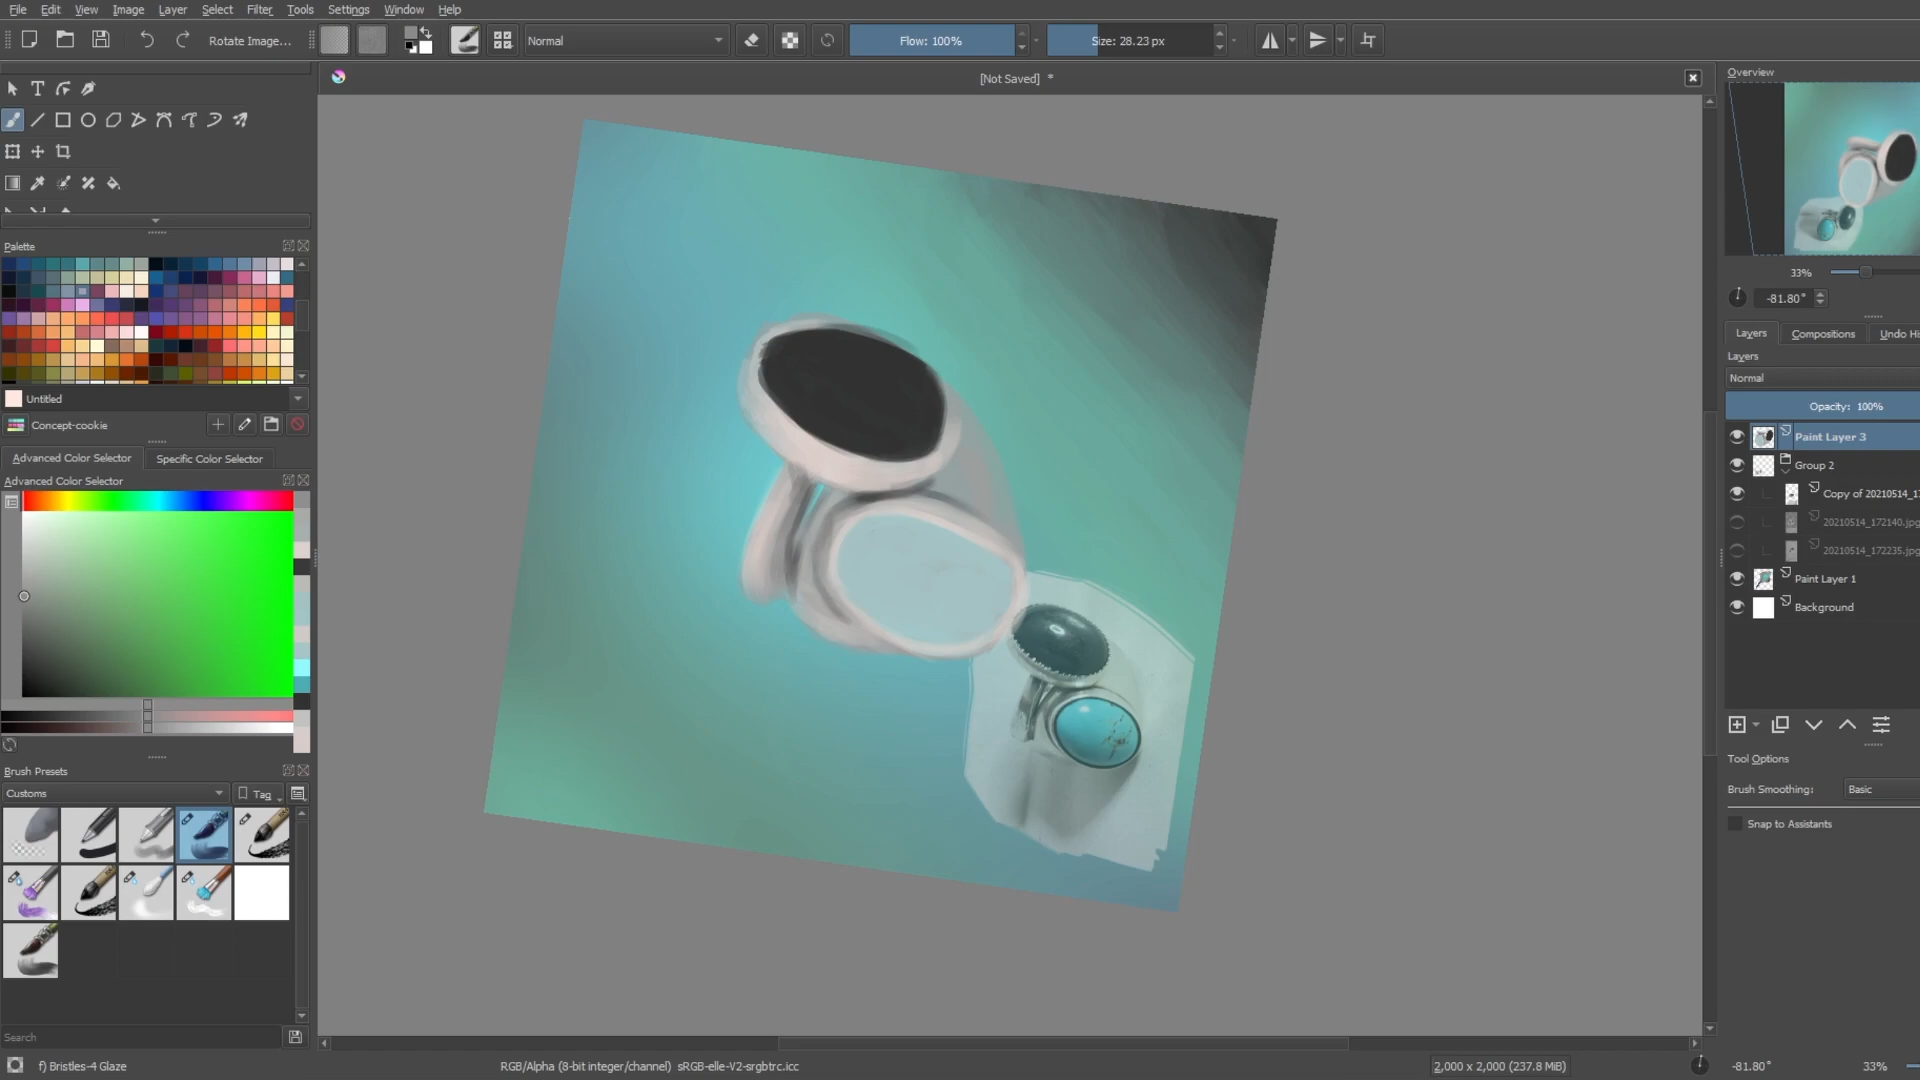 File Edit View Image Layer Select Filter Tools Settings Window Help
Rotate Image... Normal Flow: 100% Size: 28.23 px
[Not Saved] *
Overview
33%
-81.80°
Layers Compositions Undo Hi
Layers
Normal
Opacity: 100%
Paint Layer 3
Group 2
Copy of 20210514_17
20210514_172140.jpg
20210514_172235.jpg
Paint Layer 1
Background
Tool Options
Brush Smoothing: Basic
Snap to Assistants
Palette
Untitled
Concept-cookie
Advanced Color Selector Specific Color Selector
Advanced Color Selector
Brush Presets
Customs Tag
Search
f) Bristles-4 Glaze
RGB/Alpha (8-bit integer/channel) sRGB-elle-V2-srgbtrc.icc
2,000 x 2,000 (237.8 MiB)
-81.80° 33%